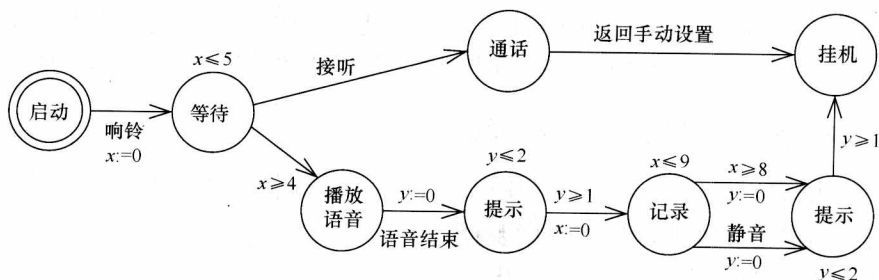 启动
响铃
x:=0
x≤5
等待
接听
通话
返回手动设置
挂机
x≥4
播放
语音
y:=0
语音结束
y≤2
提示
y≥1
x:=0
x≤9
记录
x≥8
y:=0
静音
y:=0
提示
y≤2
y≥1